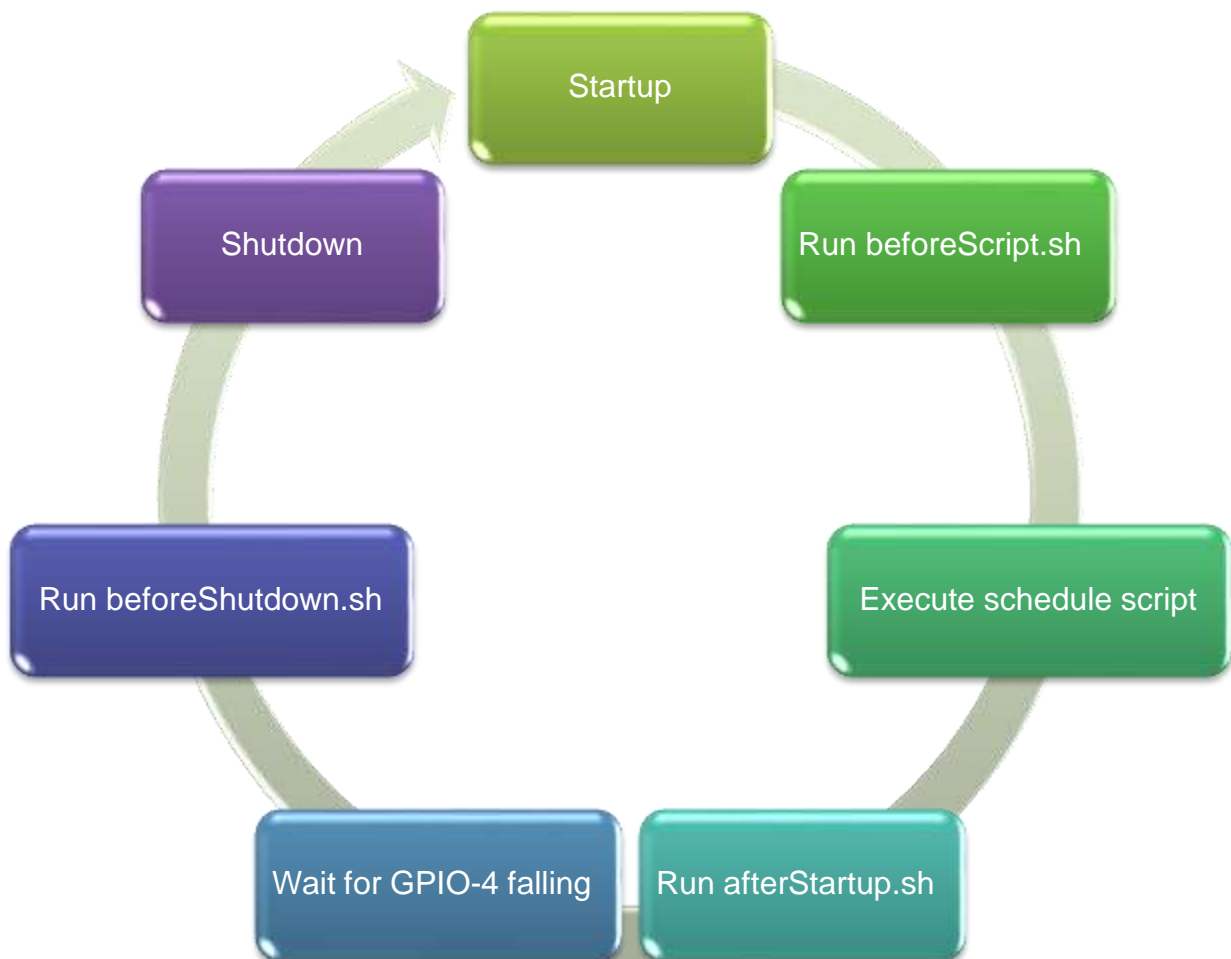 Startup
Run beforeScript.sh
Execute schedule script
Run afterStartup.sh
Wait for GPIO-4 falling
Run beforeShutdown.sh
Shutdown